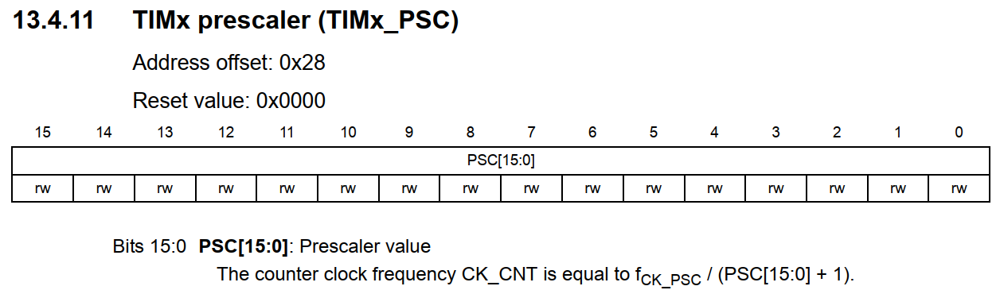 13.4.11 TIMx prescaler (TIMx_PSC)
Address offset: 0x28
Reset value: 0x0000
15 14 13 12 11 10 9 8 7 6 5 4 3 2 1 0
PSC[15:0]
rw rw rw rw rw rw rw rw rw rw rw rw rw rw rw rw
Bits 15:0 PSC[15:0]: Prescaler value
The counter clock frequency CK_CNT is equal to fCK_PSC / (PSC[15:0] + 1).